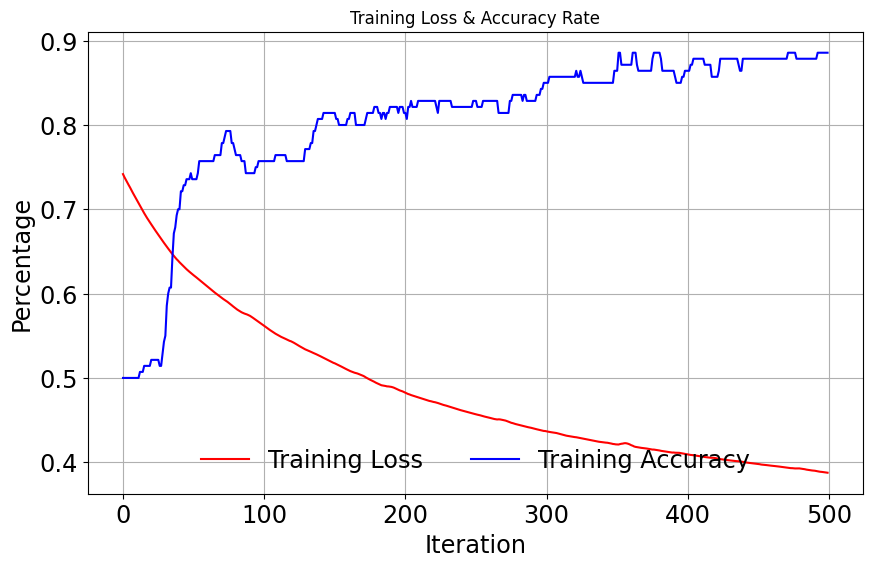 Training Loss & Accuracy Rate
Percentage
0.9
0.8
0.7
0.6
0.5
0.4
Training Loss
Training Accuracy
0 100 200 300 400 500
Iteration